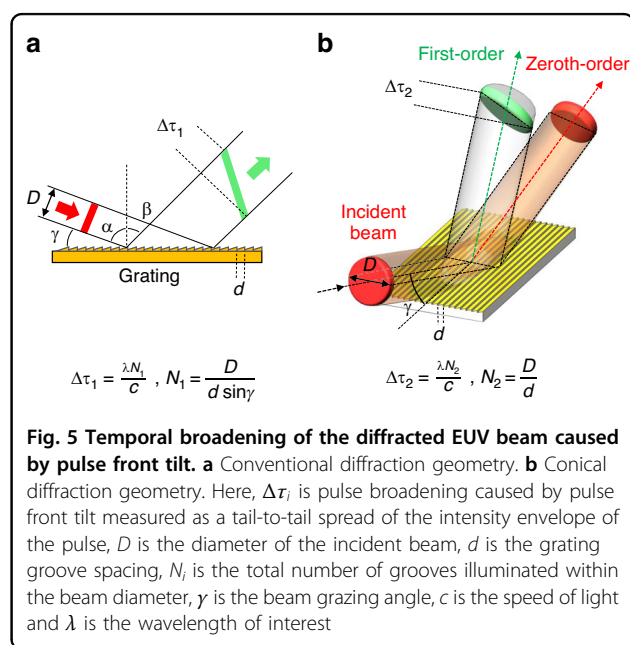 a
b
First-order
Zeroth-order
Δτ₂
Δτ₁
D
α
β
γ
Grating
d
Incident
beam
D
γ
d
Δτ₁ = λN₁/c , N₁ = D/(d sinγ)
Δτ₂ = λN₂/c , N₂ = D/d
Fig. 5 Temporal broadening of the diffracted EUV beam caused
by pulse front tilt. a Conventional diffraction geometry. b Conical
diffraction geometry. Here, Δτᵢ is pulse broadening caused by pulse
front tilt measured as a tail-to-tail spread of the intensity envelope of
the pulse, D is the diameter of the incident beam, d is the grating
groove spacing, Nᵢ is the total number of grooves illuminated within
the beam diameter, γ is the beam grazing angle, c is the speed of light
and λ is the wavelength of interest